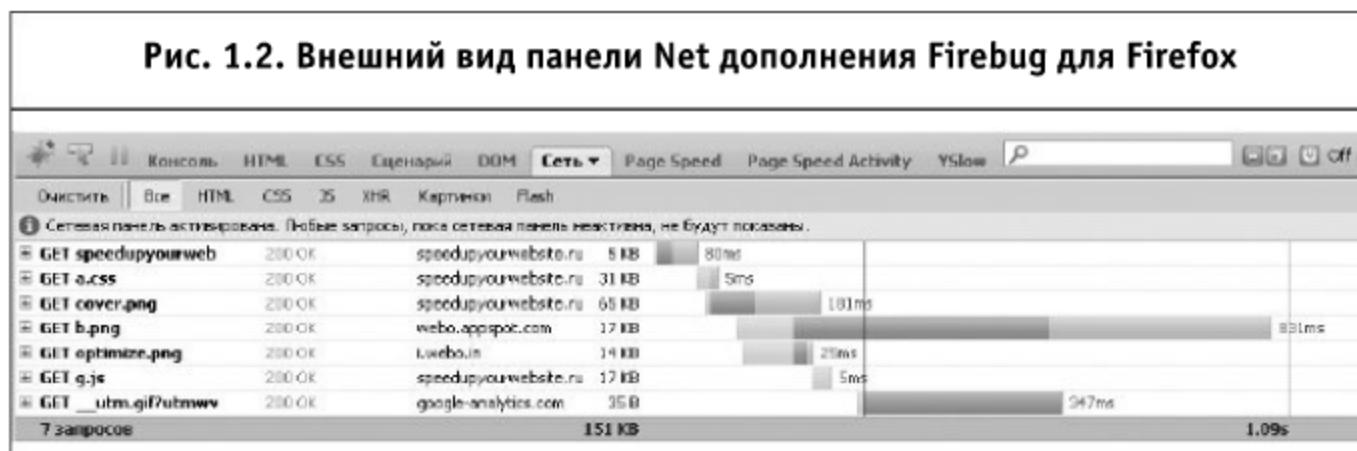 Рис. 1.2. Внешний вид панели Net дополнения Firebug для Firefox
Консоль HTML CSS Сценарий DOM Сеть Page Speed Page Speed Activity YSlow Off
Очистить Все HTML CSS JS XHR Картинки Flash
Сетевая панель активирована. Любые запросы, пока сетевая панель неактивна, не будут показаны.
GET speedupyourweb 200 OK speedupyourwebsite.ru 5 KB 80ms
GET a.css 200 OK speedupyourwebsite.ru 31 KB 5ms
GET cover.png 200 OK speedupyourwebsite.ru 65 KB 181ms
GET b.png 200 OK webo.appspot.com 17 KB 831ms
GET optimize.png 200 OK i.webo.in 14 KB 29ms
GET g.js 200 OK speedupyourwebsite.ru 17 KB 5ms
GET __utm.gif?utmwv 200 OK google-analytics.com 35 B 347ms
7 запросов 151 KB 1.09s